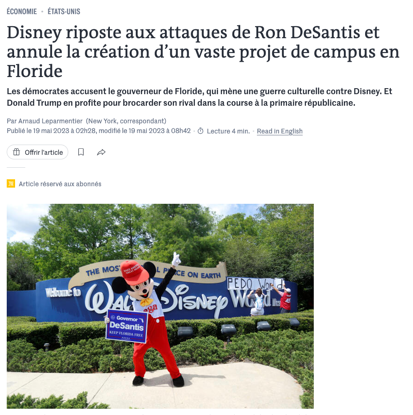 ÉCONOMIE · ÉTATS-UNIS
Disney riposte aux attaques de Ron DeSantis et
annule la création d’un vaste projet de campus en
Floride
Les démocrates accusent le gouverneur de Floride, qui mène une guerre culturelle contre Disney. Et
Donald Trump en profite pour brocarder son rival dans la course à la primaire républicaine.
Par Arnaud Leparmentier (New York, correspondant)
Publié le 19 mai 2023 à 02h28, modifié le 19 mai 2023 à 08h42 · Lecture 4 min. · Read in English
Offrir l’article
Article réservé aux abonnés
THE MOST MAGICAL PLACE ON EARTH
Welcome to
Walt Disney World
PEDO World
Governor
DeSantis
KEEP FLORIDA FREE